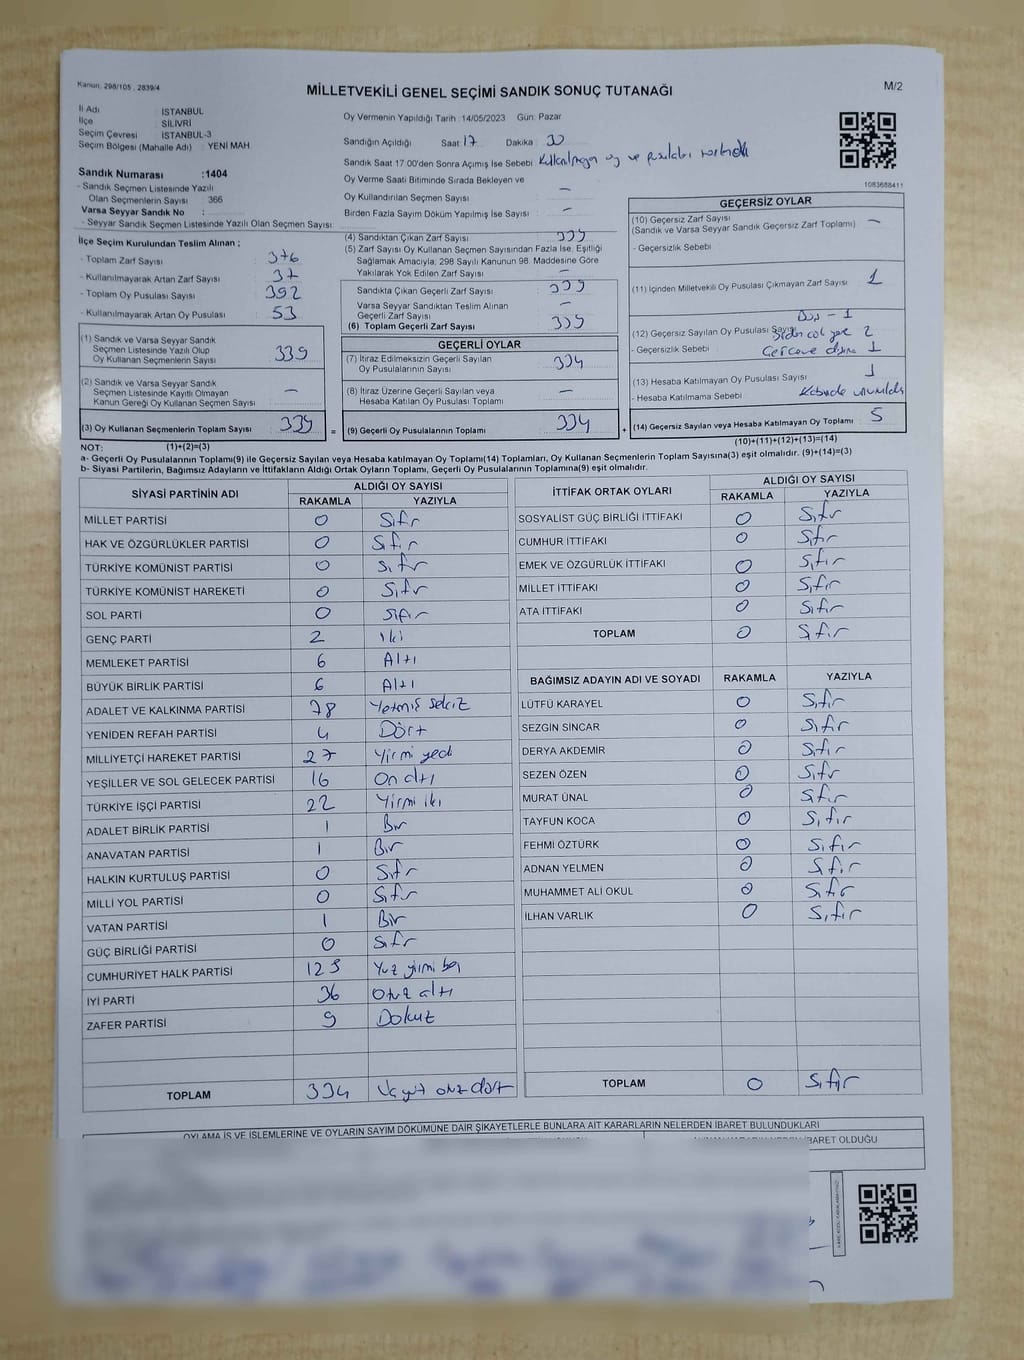 Kanun: 298/105 , 2839/4
MİLLETVEKİLİ GENEL SEÇİMİ SANDIK SONUÇ TUTANAĞI
M/2
İl Adı : İSTANBUL
İlçe : SİLİVRİ
Seçim Çevresi : İSTANBUL-3
Seçim Bölgesi (Mahalle Adı) : YENİ MAH.
Sandık Numarası :1404
- Sandık Seçmen Listesinde Yazılı
Olan Seçmenlerin Sayısı : 366
Varsa Seyyar Sandık No :
- Seyyar Sandık Seçmen Listesinde Yazılı Olan Seçmen Sayısı:
Oy Vermenin Yapıldığı Tarih :14/05/2023 Gün: Pazar
Sandığın Açıldığı Saat: 17 Dakika: 30
Sandık Saat 17.00'den Sonra Açımış İse Sebebi: Kullanılmayan oy ve pusulaları
Oy Verme Saati Bitiminde Sırada Bekleyen ve
Oy Kullandırılan Seçmen Sayısı : –
Birden Fazla Sayım Döküm Yapılmış İse Sayısı : –
1083688411
İlçe Seçim Kurulundan Teslim Alınan ;
- Toplam Zarf Sayısı : 376
- Kullanılmayarak Artan Zarf Sayısı : 37
- Toplam Oy Pusulası Sayısı : 392
- Kullanılmayarak Artan Oy Pusulası : 53
(1) Sandık ve Varsa Seyyar Sandık
Seçmen Listesinde Yazılı Olup
Oy Kullanan Seçmenlerin Sayısı : 339
(2) Sandık ve Varsa Seyyar Sandık
Seçmen Listesinde Kayıtlı Olmayan
Kanun Gereği Oy Kullanan Seçmen Sayısı : –
(3) Oy Kullanan Seçmenlerin Toplam Sayısı : 339
(4) Sandıktan Çıkan Zarf Sayısı : 339
(5) Zarf Sayısı Oy Kullanan Seçmen Sayısından Fazla İse, Eşitliği
Sağlamak Amacıyla, 298 Sayılı Kanunun 98. Maddesine Göre
Yakılarak Yok Edilen Zarf Sayısı : –
Sandıkta Çıkan Geçerli Zarf Sayısı : 339
Varsa Seyyar Sandıktan Teslim Alınan
Geçerli Zarf Sayısı : –
(6) Toplam Geçerli Zarf Sayısı : 339
GEÇERLİ OYLAR
(7) İtiraz Edilmeksizin Geçerli Sayılan
Oy Pusulalarının Sayısı : 334
(8) İtiraz Üzerine Geçerli Sayılan veya
Hesaba Katılan Oy Pusulası Toplamı : –
= (9) Geçerli Oy Pusulalarının Toplamı : 334
GEÇERSİZ OYLAR
(10) Geçersiz Zarf Sayısı : –
(Sandık ve Varsa Seyyar Sandık Geçersiz Zarf Toplamı)
- Geçersizlik Sebebi :
(11) İçinden Milletvekili Oy Pusulası Çıkmayan Zarf Sayısı : 1
Boş - 1
(12) Geçersiz Sayılan Oy Pusulası Sayısı: 2
- Geçersizlik Sebebi : Çerçeve dışına 1
(13) Hesaba Katılmayan Oy Pusulası Sayısı : 1
- Hesaba Katılmama Sebebi :
+ (14) Geçersiz Sayılan veya Hesaba Katılmayan Oy Toplamı : 5
NOT: (1)+(2)=(3)
(10)+(11)+(12)+(13)=(14)
a- Geçerli Oy Pusulalarının Toplamı(9) ile Geçersiz Sayılan veya Hesaba Katılmayan Oy Toplamı(14) Toplamları, Oy Kullanan Seçmenlerin Toplam Sayısına(3) eşit olmalıdır. (9)+(14)=(3)
b- Siyasi Partilerin, Bağımsız Adayların ve İttifakların Aldığı Ortak Oyların Toplamı, Geçerli Oy Pusulalarının Toplamına(9) eşit olmalıdır.
SİYASİ PARTİNİN ADI ALDIĞI OY SAYISI
RAKAMLA YAZIYLA
MİLLET PARTİSİ 0 Sıfır
HAK VE ÖZGÜRLÜKLER PARTİSİ 0 Sıfır
TÜRKİYE KOMÜNİST PARTİSİ 0 Sıfır
TÜRKİYE KOMÜNİST HAREKETİ 0 Sıfır
SOL PARTİ 0 Sıfır
GENÇ PARTİ 2 İki
MEMLEKET PARTİSİ 6 Altı
BÜYÜK BİRLİK PARTİSİ 6 Altı
ADALET VE KALKINMA PARTİSİ 78 Yetmiş sekiz
YENİDEN REFAH PARTİSİ 4 Dört
MİLLİYETÇİ HAREKET PARTİSİ 27 Yirmi yedi
YEŞİLLER VE SOL GELECEK PARTİSİ 16 On altı
TÜRKİYE İŞÇİ PARTİSİ 22 Yirmi iki
ADALET BİRLİK PARTİSİ 1 Bir
ANAVATAN PARTİSİ 1 Bir
HALKIN KURTULUŞ PARTİSİ 0 Sıfır
MİLLİ YOL PARTİSİ 0 Sıfır
VATAN PARTİSİ 1 Bir
GÜÇ BİRLİĞİ PARTİSİ 0 Sıfır
CUMHURİYET HALK PARTİSİ 125 Yüz yirmi beş
İYİ PARTİ 36 Otuz altı
ZAFER PARTİSİ 9 Dokuz
TOPLAM 334 Üçyüz otuz dört
İTTİFAK ORTAK OYLARI ALDIĞI OY SAYISI
RAKAMLA YAZIYLA
SOSYALİST GÜÇ BİRLİĞİ İTTİFAKI 0 Sıfır
CUMHUR İTTİFAKI 0 Sıfır
EMEK VE ÖZGÜRLÜK İTTİFAKI 0 Sıfır
MİLLET İTTİFAKI 0 Sıfır
ATA İTTİFAKI 0 Sıfır
TOPLAM 0 Sıfır
BAĞIMSIZ ADAYIN ADI VE SOYADI RAKAMLA YAZIYLA
LÜTFÜ KARAYEL 0 Sıfır
SEZGİN SİNCAR 0 Sıfır
DERYA AKDEMİR 0 Sıfır
SEZEN ÖZEN 0 Sıfır
MURAT ÜNAL 0 Sıfır
TAYFUN KOCA 0 Sıfır
FEHMİ ÖZTÜRK 0 Sıfır
ADNAN YELMEN 0 Sıfır
MUHAMMET ALİ OKUL 0 Sıfır
İLHAN VARLIK 0 Sıfır
TOPLAM 0 Sıfır
OYLAMA İŞ VE İŞLEMLERİNE VE OYLARIN SAYIM DÖKÜMÜNE DAİR ŞİKAYETLERLE BUNLARA AİT KARARLARIN NELERDEN İBARET BULUNDUKLARI
İBARET OLDUĞU